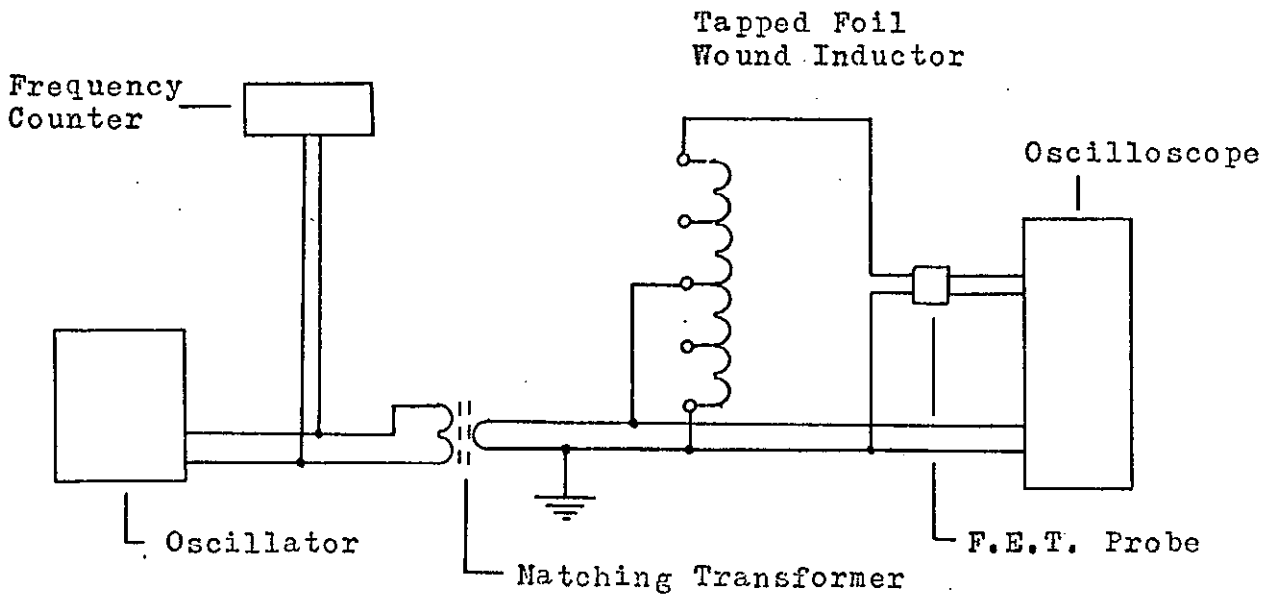 Tapped Foil
Wound Inductor
Frequency
Counter
Oscilloscope
Oscillator
F.E.T. Probe
Matching Transformer